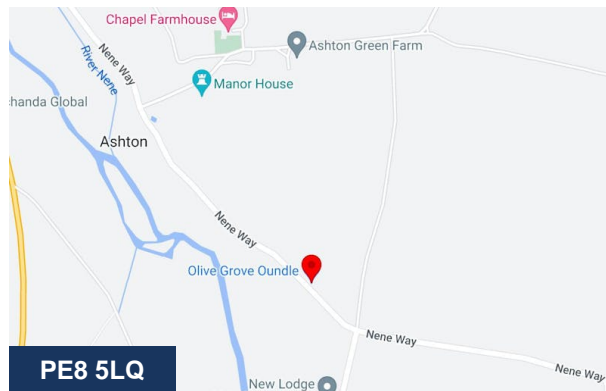 Chapel Farmhouse
Nene Way
Ashton Green Farm
River Nene
Manor House
handa Global
Ashton
Nene Way
Olive Grove Oundle
Nene Way
Nene Way
New Lodge
PE8 5LQ